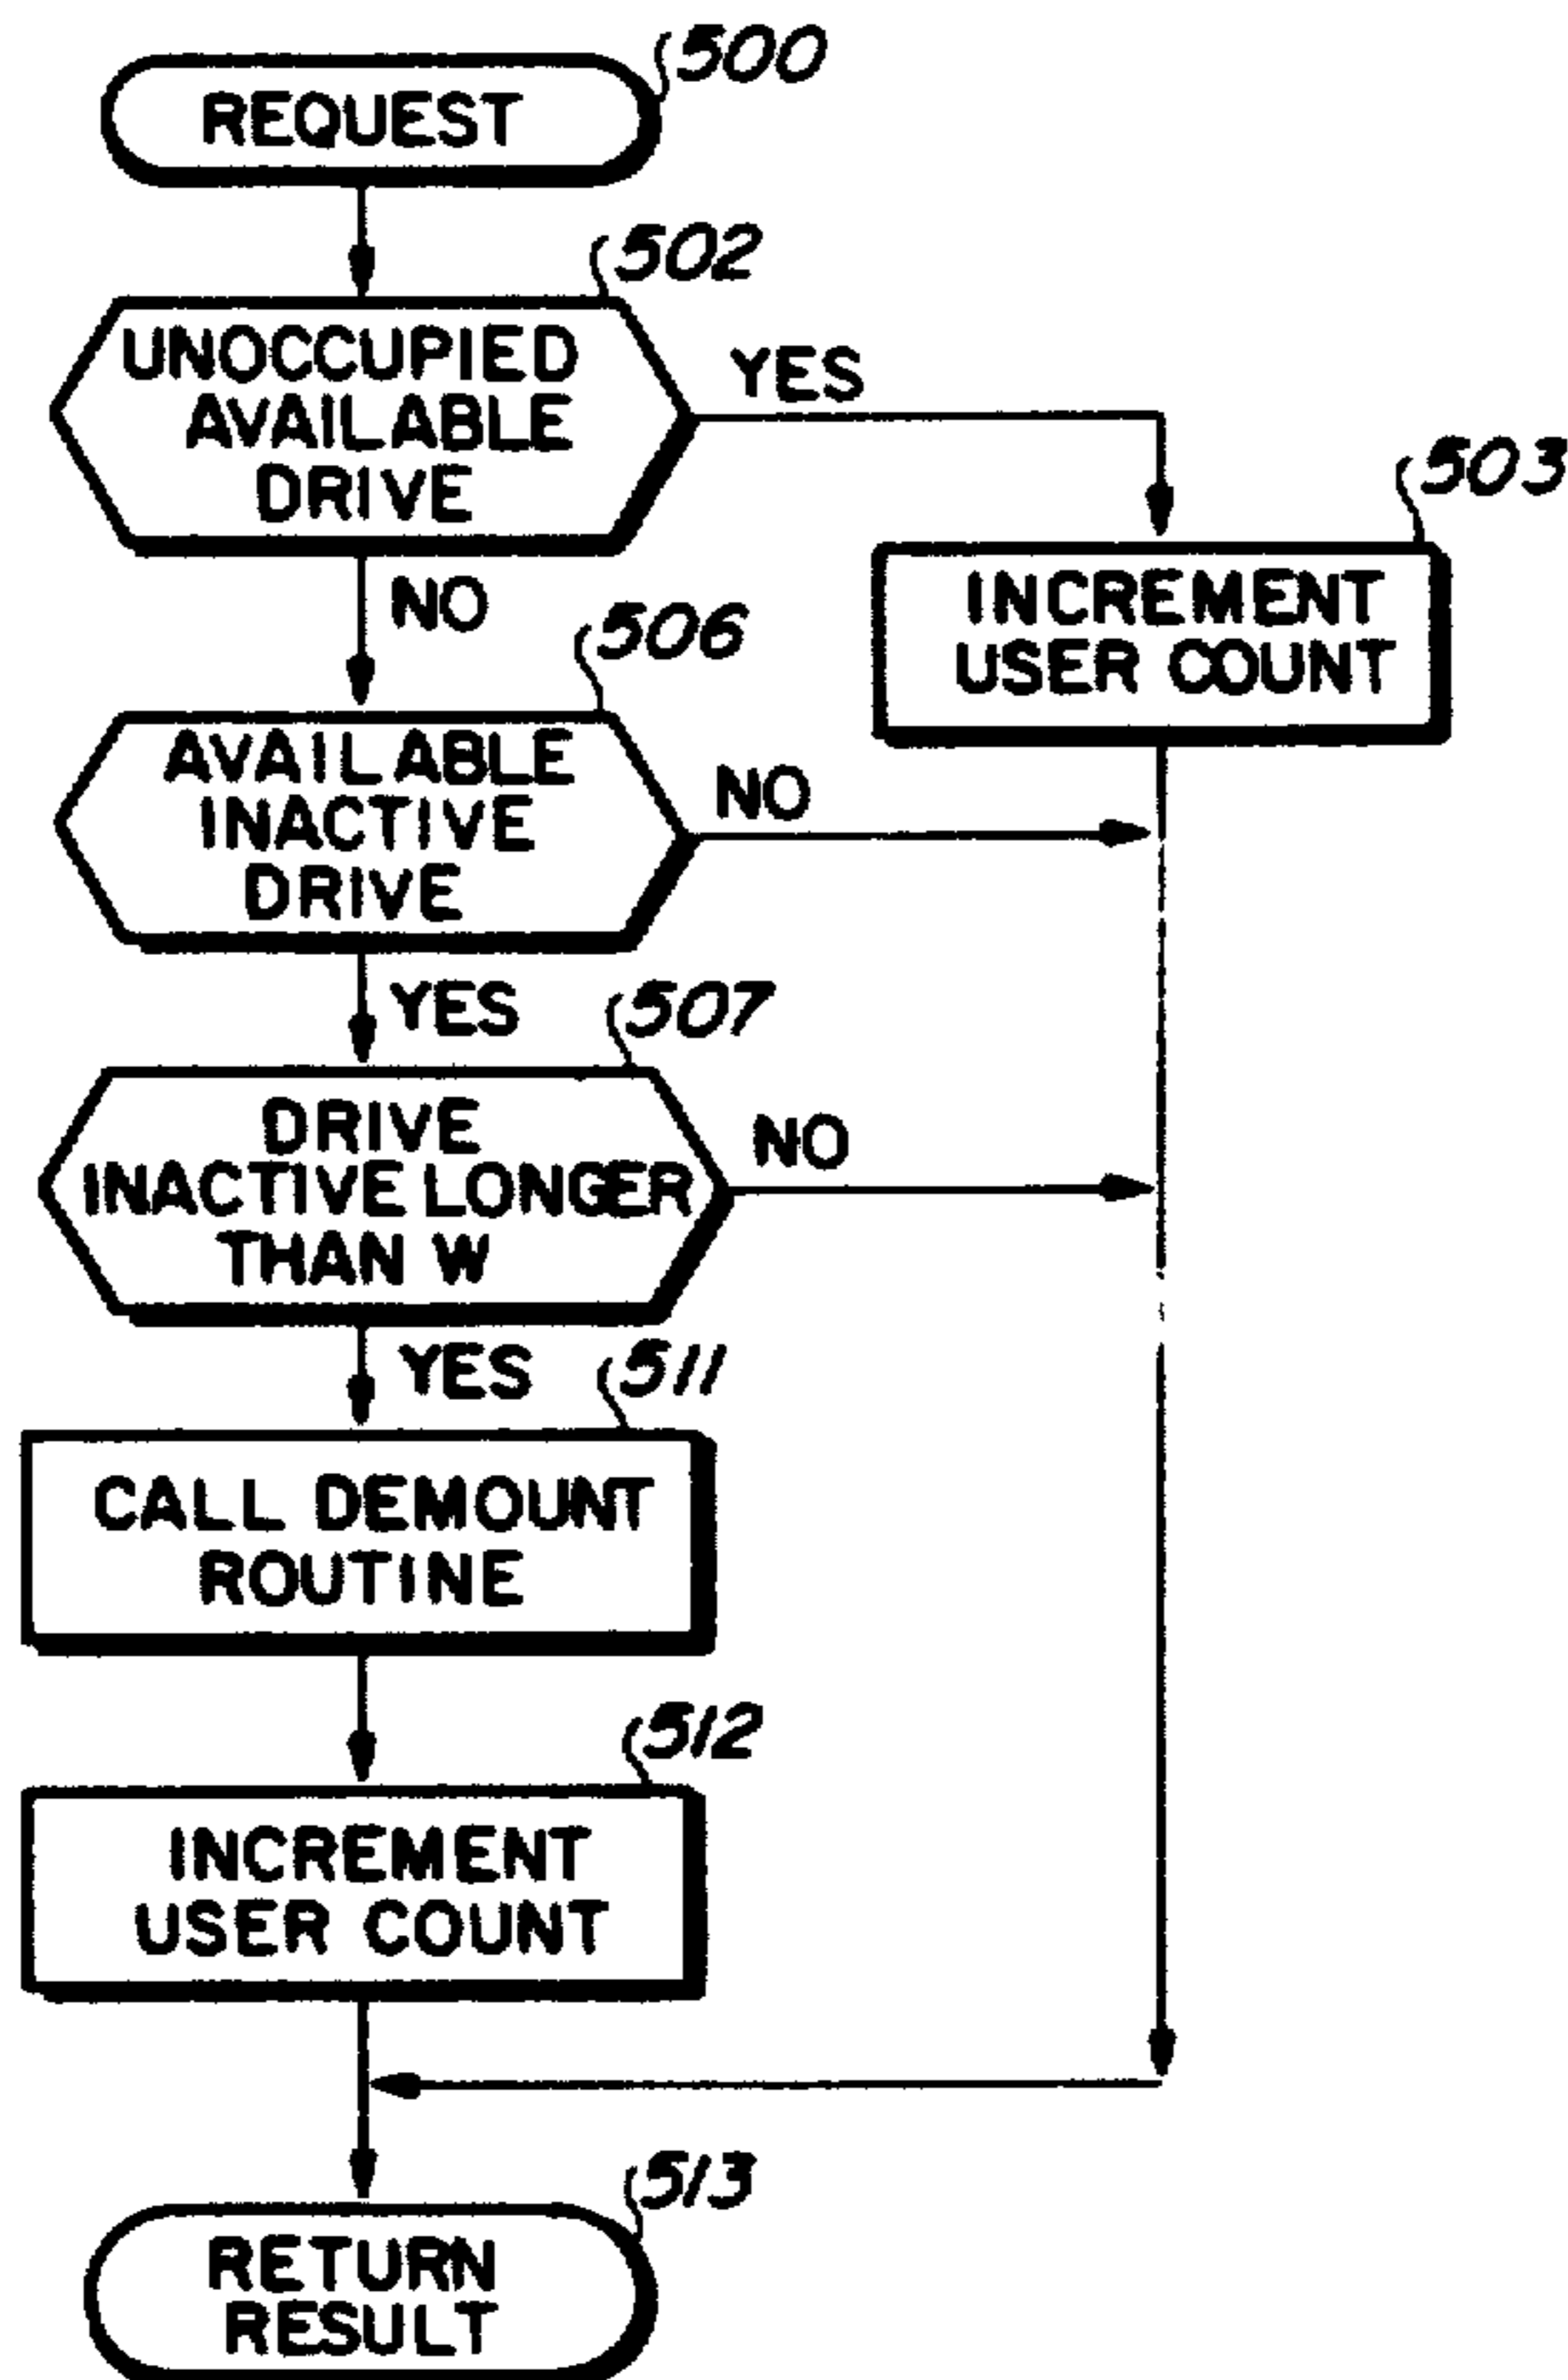 500
REQUEST
502
UNOCCUPIED
AVAILABLE
DRIVE
YES
503
INCREMENT
USER COUNT
NO
506
AVAILABLE
INACTIVE
DRIVE
NO
YES
507
DRIVE
INACTIVE LONGER
THAN W
NO
YES
511
CALL DEMOUNT
ROUTINE
512
INCREMENT
USER COUNT
513
RETURN
RESULT